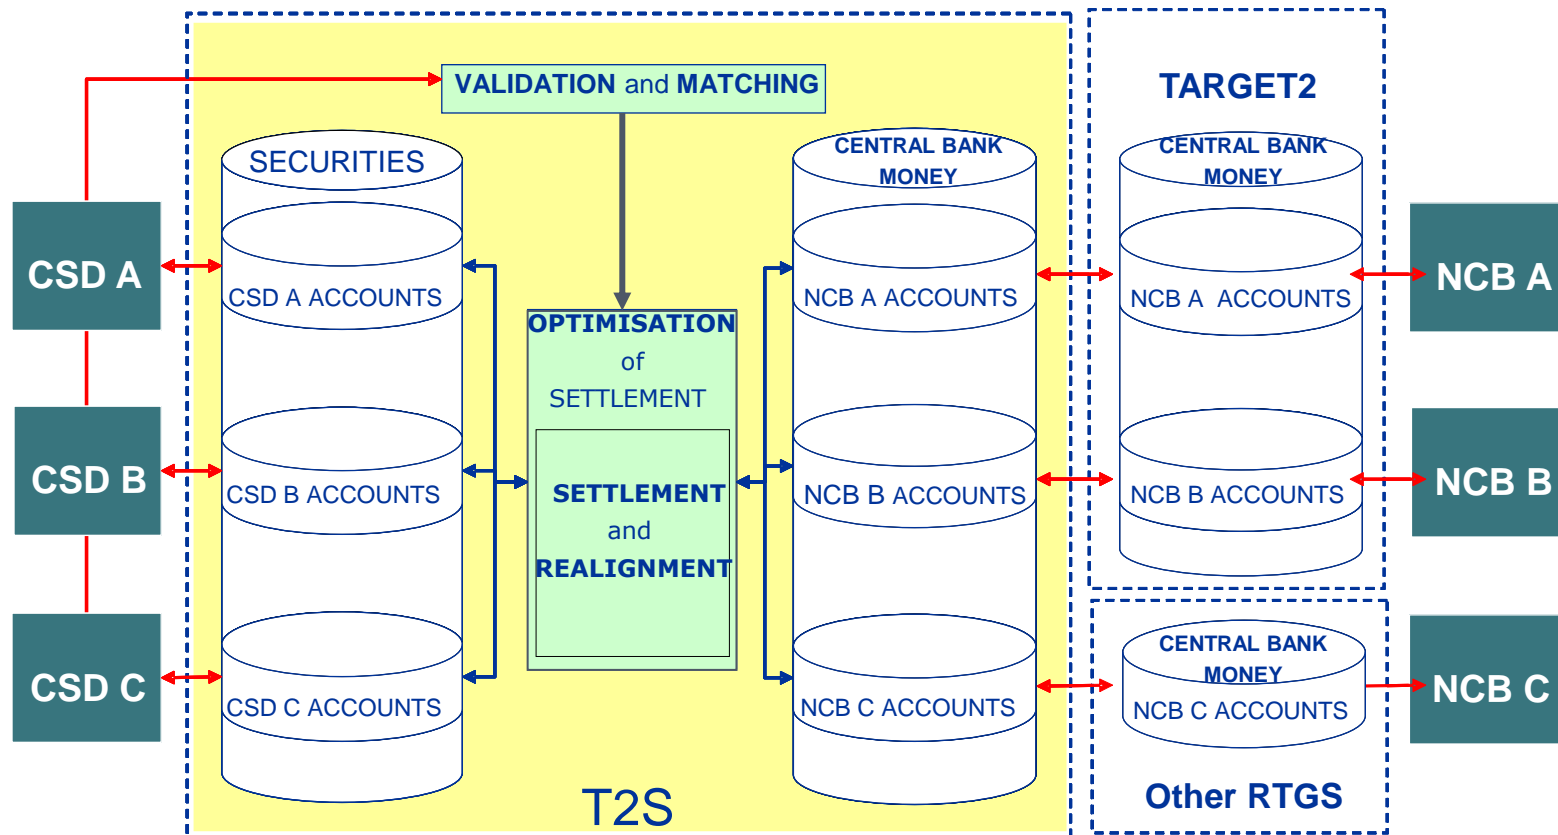 VALIDATION and MATCHING
TARGET2
SECURITIES
CENTRAL BANK
MONEY
CENTRAL BANK
MONEY
CSD A
CSD A ACCOUNTS
NCB A ACCOUNTS
NCB A ACCOUNTS
NCB A
OPTIMISATION
of
SETTLEMENT
CSD B
CSD B ACCOUNTS
SETTLEMENT
and
REALIGNMENT
NCB B ACCOUNTS
NCB B ACCOUNTS
NCB B
CSD C
CSD C ACCOUNTS
NCB C ACCOUNTS
CENTRAL BANK
MONEY
NCB C ACCOUNTS
NCB C
T2S
Other RTGS